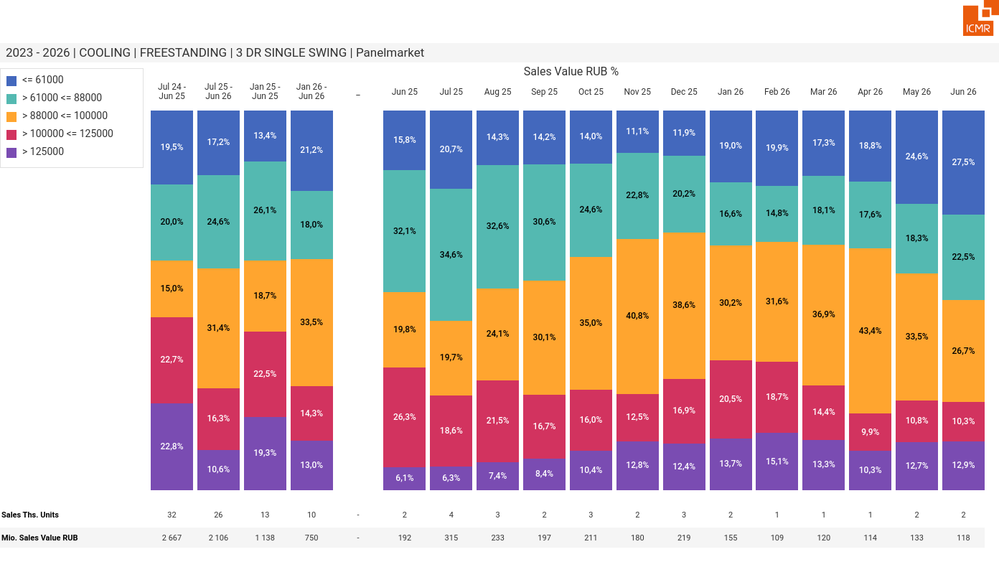 ICMR
2023 - 2026 | COOLING | FREESTANDING | 3 DR SINGLE SWING | Panelmarket
<= 61000
> 61000 <= 88000
> 88000 <= 100000
> 100000 <= 125000
> 125000
Sales Value RUB %
Jul 24 - Jun 25 Jul 25 - Jun 26 Jan 25 - Jun 25 Jan 26 - Jun 26 – Jun 25 Jul 25 Aug 25 Sep 25 Oct 25 Nov 25 Dec 25 Jan 26 Feb 26 Mar 26 Apr 26 May 26 Jun 26
19,5% 17,2% 13,4% 21,2% 15,8% 20,7% 14,3% 14,2% 14,0% 11,1% 11,9% 19,0% 19,9% 17,3% 18,8% 24,6% 27,5%
20,0% 24,6% 26,1% 18,0% 32,1% 34,6% 32,6% 30,6% 24,6% 22,8% 20,2% 16,6% 14,8% 18,1% 17,6% 18,3% 22,5%
15,0% 31,4% 18,7% 33,5% 19,8% 19,7% 24,1% 30,1% 35,0% 40,8% 38,6% 30,2% 31,6% 36,9% 43,4% 33,5% 26,7%
22,7% 16,3% 22,5% 14,3% 26,3% 18,6% 21,5% 16,7% 16,0% 12,5% 16,9% 20,5% 18,7% 14,4% 9,9% 10,8% 10,3%
22,8% 10,6% 19,3% 13,0% 6,1% 6,3% 7,4% 8,4% 10,4% 12,8% 12,4% 13,7% 15,1% 13,3% 10,3% 12,7% 12,9%
Sales Ths. Units 32 26 13 10 - 2 4 3 2 3 2 3 2 1 1 1 2 2
Mio. Sales Value RUB 2 667 2 106 1 138 750 - 192 315 233 197 211 180 219 155 109 120 114 133 118